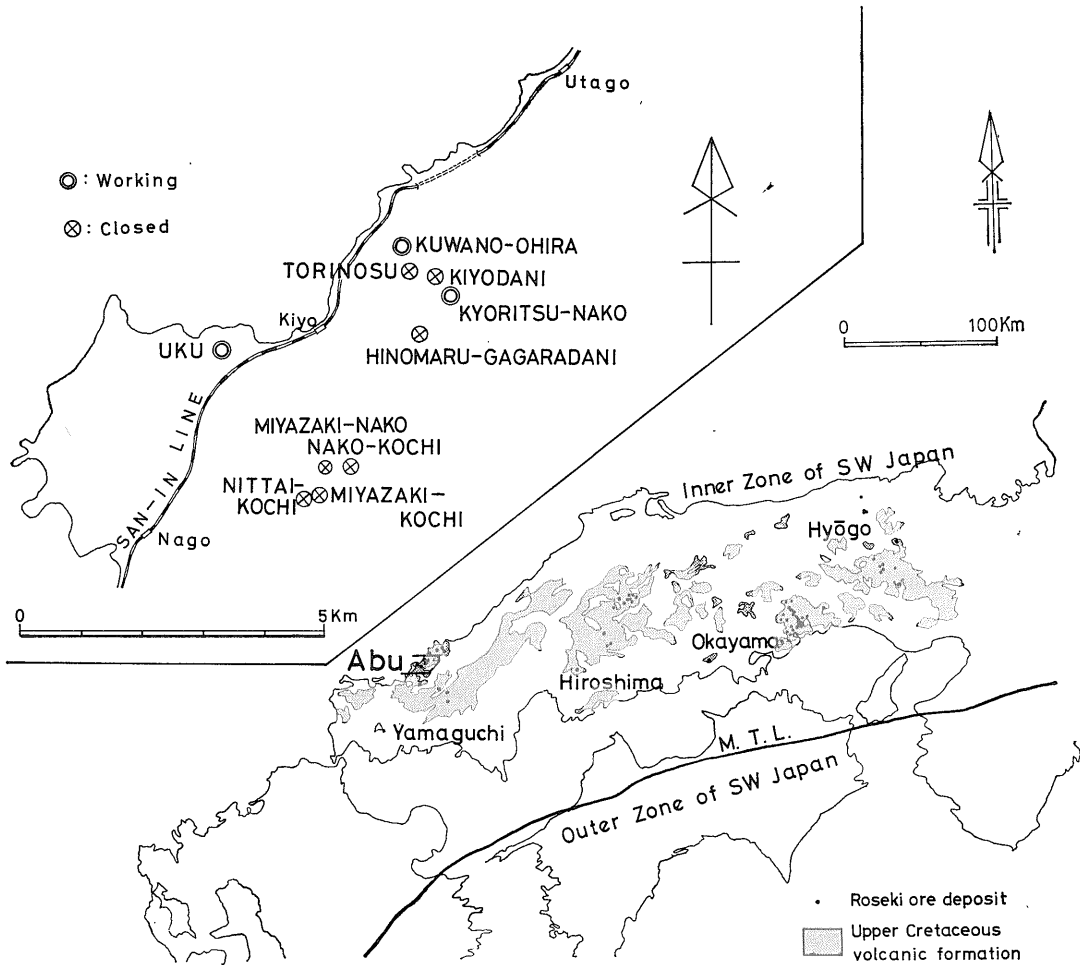 Utago
: Working
: Closed
KUWANO-OHIRA
TORINOSU
KIYODANI
KYORITSU-NAKO
Kiyo
UKU
HINOMARU-GAGARADANI
0 100Km
SAN-IN LINE
MIYAZAKI-NAKO
NAKO-KOCHI
NITTAI-
KOCHI
MIYAZAKI-
KOCHI
Nago
0 5Km
Inner Zone of SW Japan
Hyōgo
Okayama
Abu
Hiroshima
Yamaguchi
M. T. L.
Outer Zone of SW Japan
Roseki ore deposit
Upper Cretaceous
volcanic formation